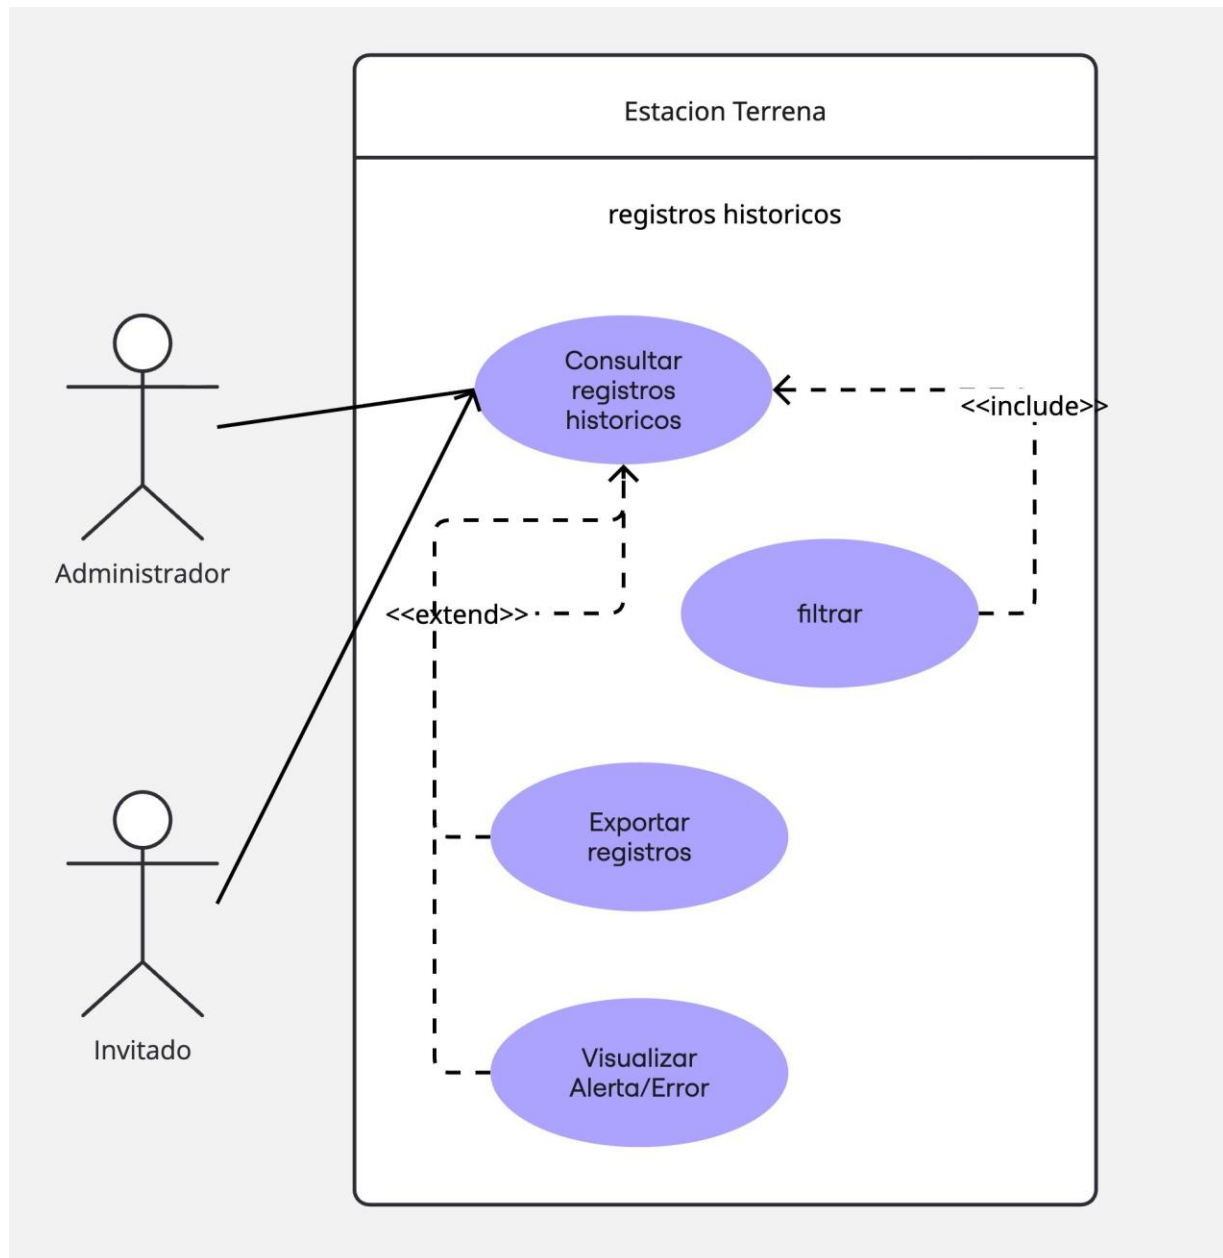 Estacion Terrena
registros historicos
Consultar
registros
historicos
<<include>>
Administrador
<<extend>>
filtrar
Exportar
registros
Invitado
Visualizar
Alerta/Error